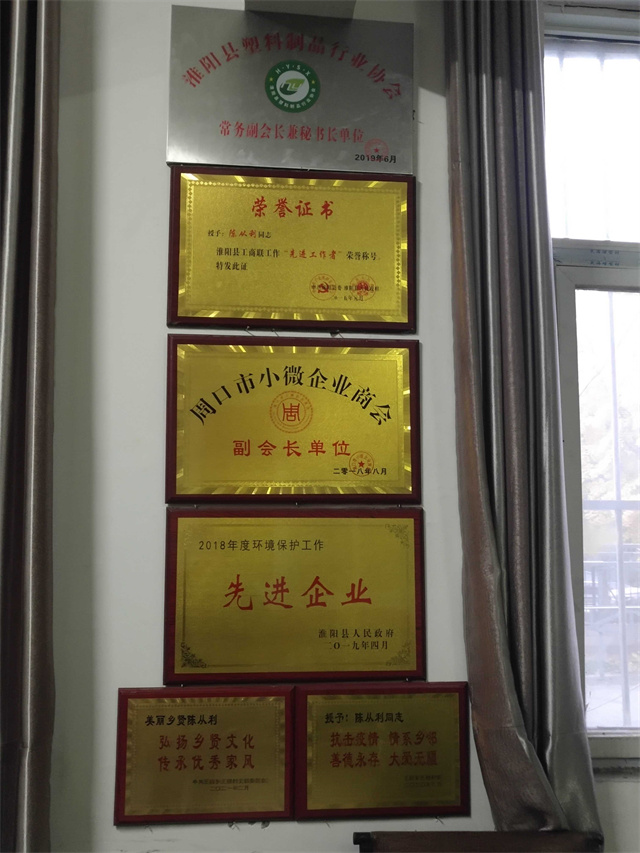 淮阳县塑料制品行业协会
常务副会长兼秘书长单位
2019年6月
荣誉证书
授予：陈从利同志
淮阳县工商联工作“先进工作者”荣誉称号，
特发此证
周口市小微企业商会
副会长单位
二零一八年八月
2018年度环境保护工作
先进企业
淮阳县人民政府
二〇一九年四月
美丽乡贤陈从利
弘扬乡贤文化
传承优秀家风
授予：陈从利同志
抗击疫情 情系乡邻
善德永存 大丞元颐